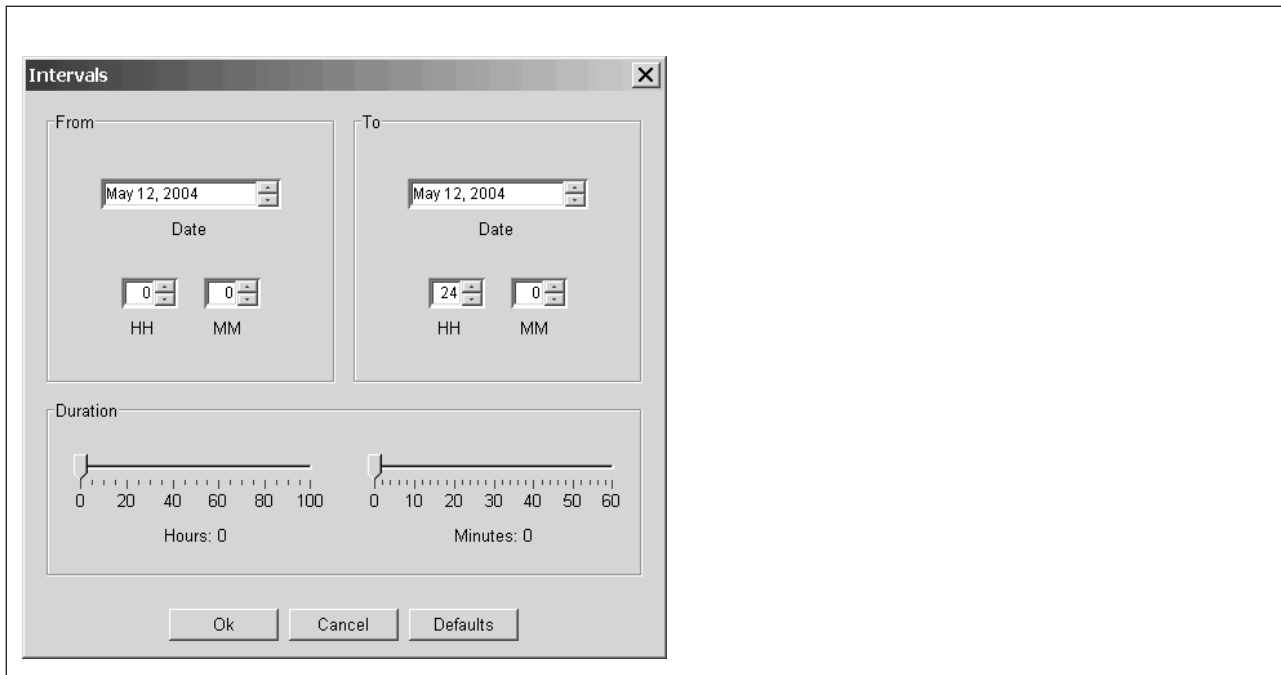 Intervals
From
To
May 12, 2004
May 12, 2004
Date
Date
0
0
24
0
HH
MM
HH
MM
Duration
0 20 40 60 80 100
0 10 20 30 40 50 60
Hours: 0
Minutes: 0
Ok
Cancel
Defaults